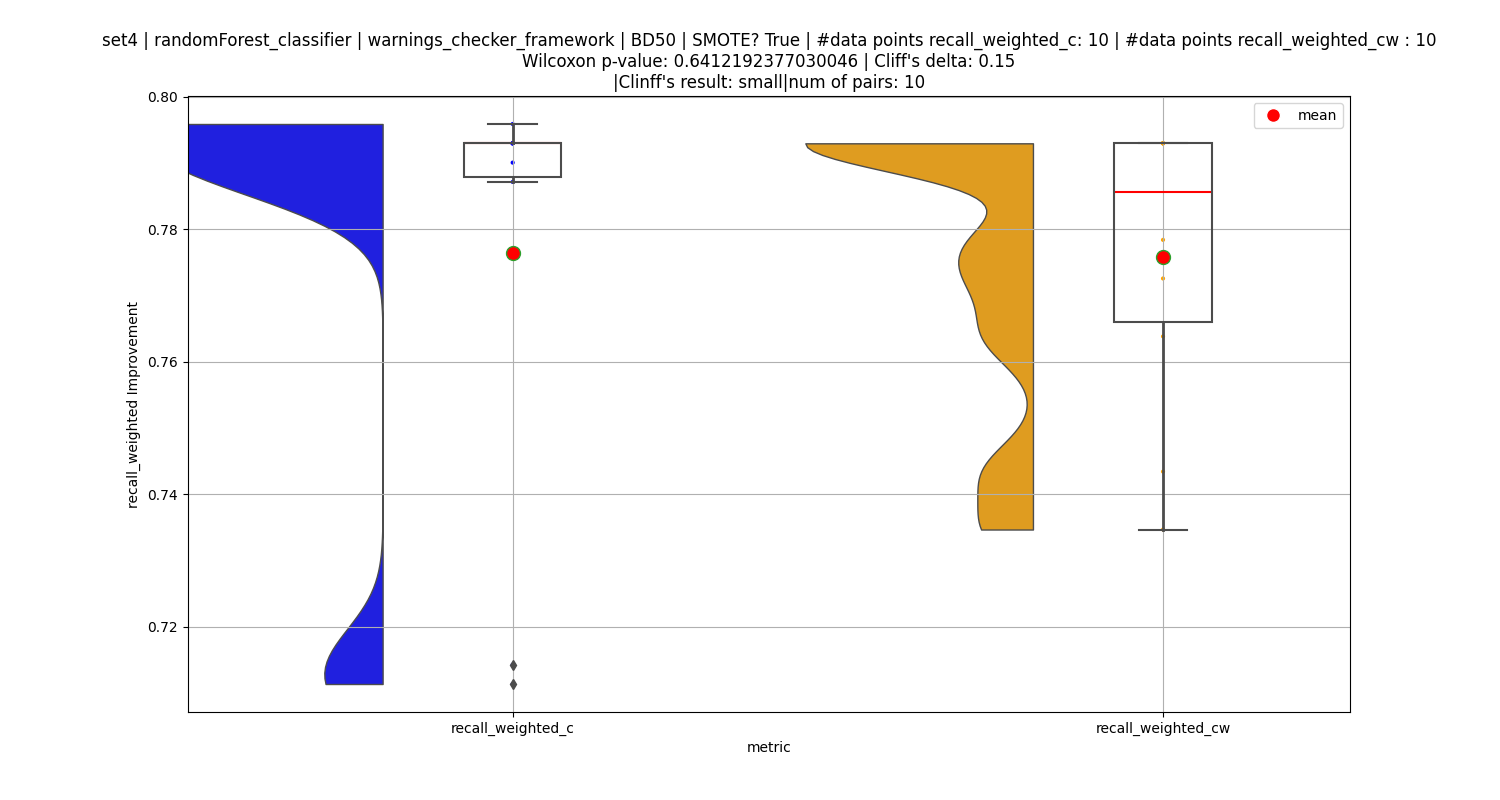 set4 | randomForest_classifier | warnings_checker_framework | BD50 | SMOTE? True | #data points recall_weighted_c: 10 | #data points recall_weighted_cw : 10
Wilcoxon p-value: 0.6412192377030046 | Cliff's delta: 0.15
|Clinff's result: small|num of pairs: 10
mean
0.80
0.78
0.76
0.74
0.72
recall_weighted Improvement
recall_weighted_c
recall_weighted_cw
metric